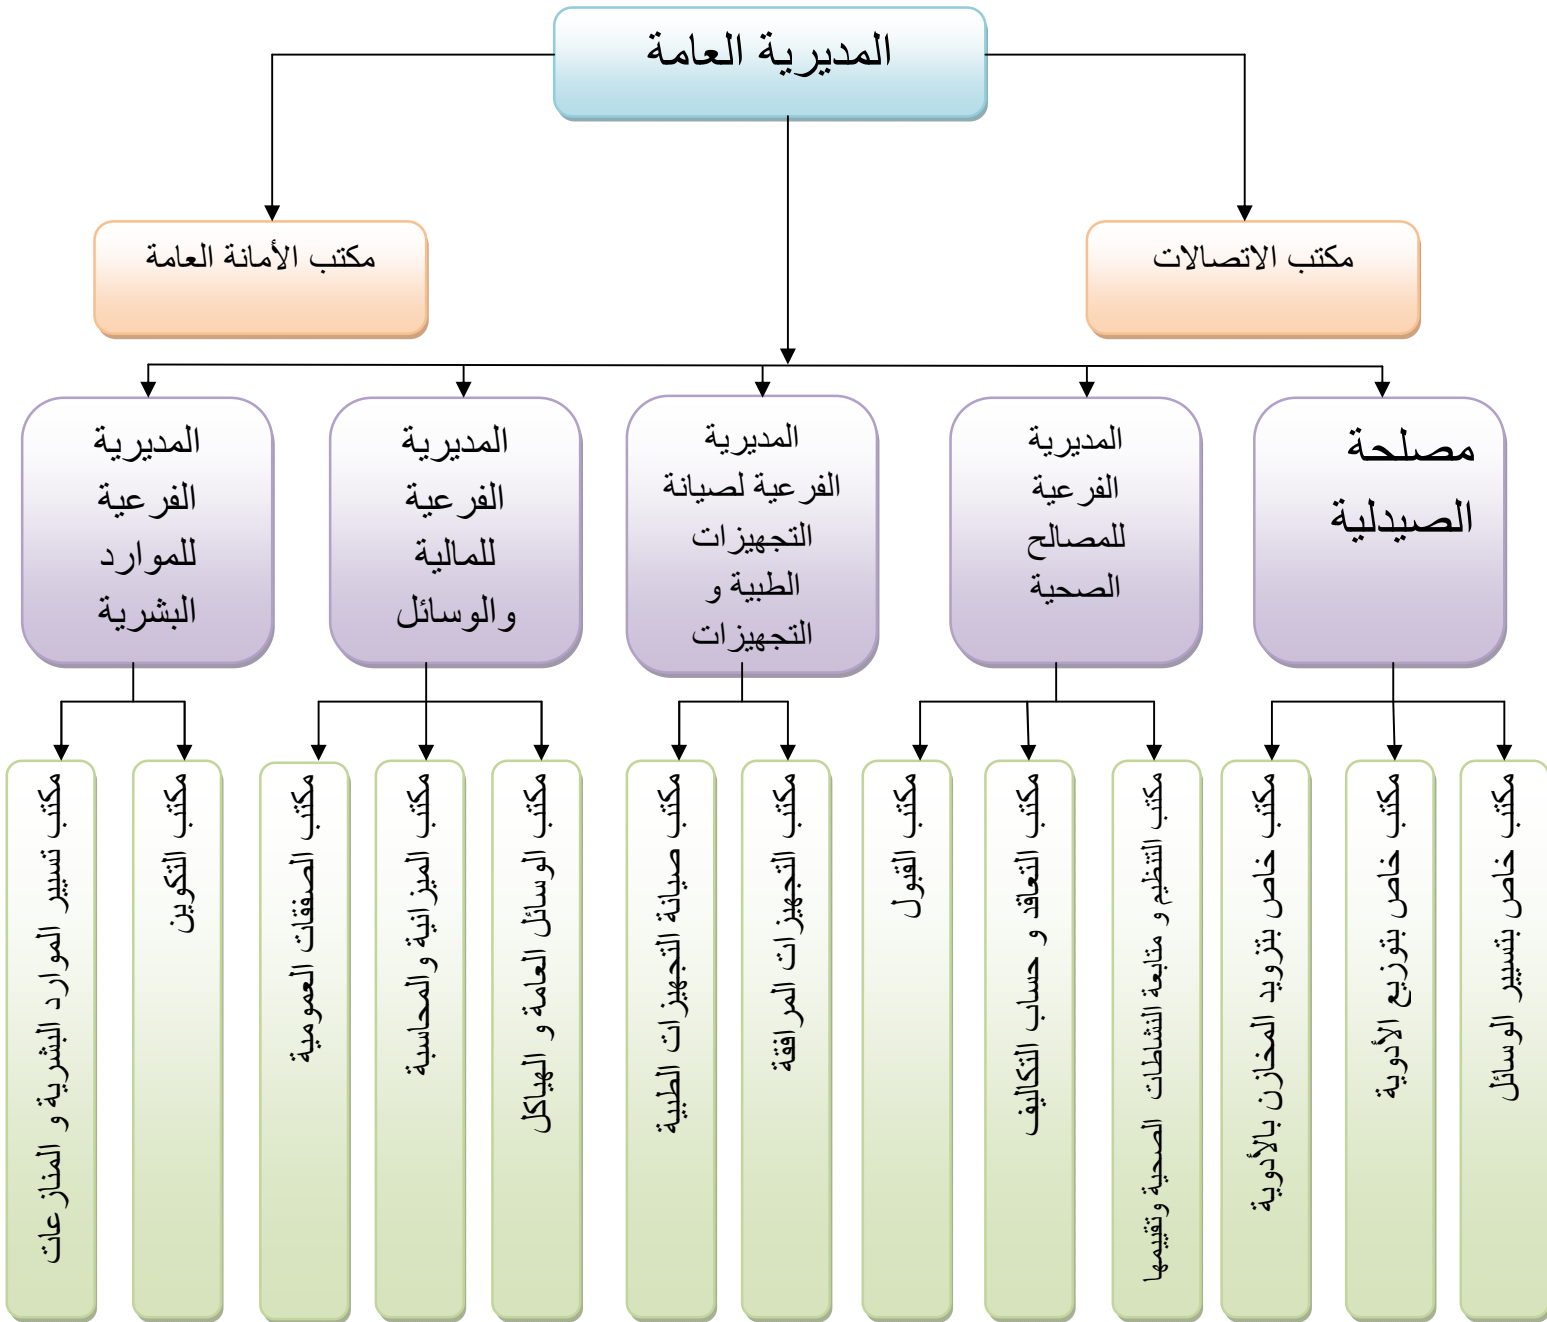 المديرية العامة
مكتب الاتصالات
مكتب الأمانة العامة
مصلحة
الصيدلية
المديرية
الفرعية
للمصالح
الصحية
المديرية
الفرعية لصيانة
التجهيزات
الطبية و
التجهيزات
المديرية
الفرعية
للمالية
والوسائل
المديرية
الفرعية
للموارد
البشرية
مكتب خاص بتسيير الوسائل
مكتب خاص بتوزيع الأدوية
مكتب خاص بتزويد المخازن بالأدوية
مكتب التنظيم و متابعة النشاطات الصحية وتقييمها
مكتب التعاقد و حساب التكاليف
مكتب القبول
مكتب التجهيزات المرافقة
مكتب صيانة التجهيزات الطبية
مكتب الوسائل العامة و الهياكل
مكتب الميزانية والمحاسبة
مكتب الصفقات العمومية
مكتب التكوين
مكتب تسيير الموارد البشرية و المنازعات